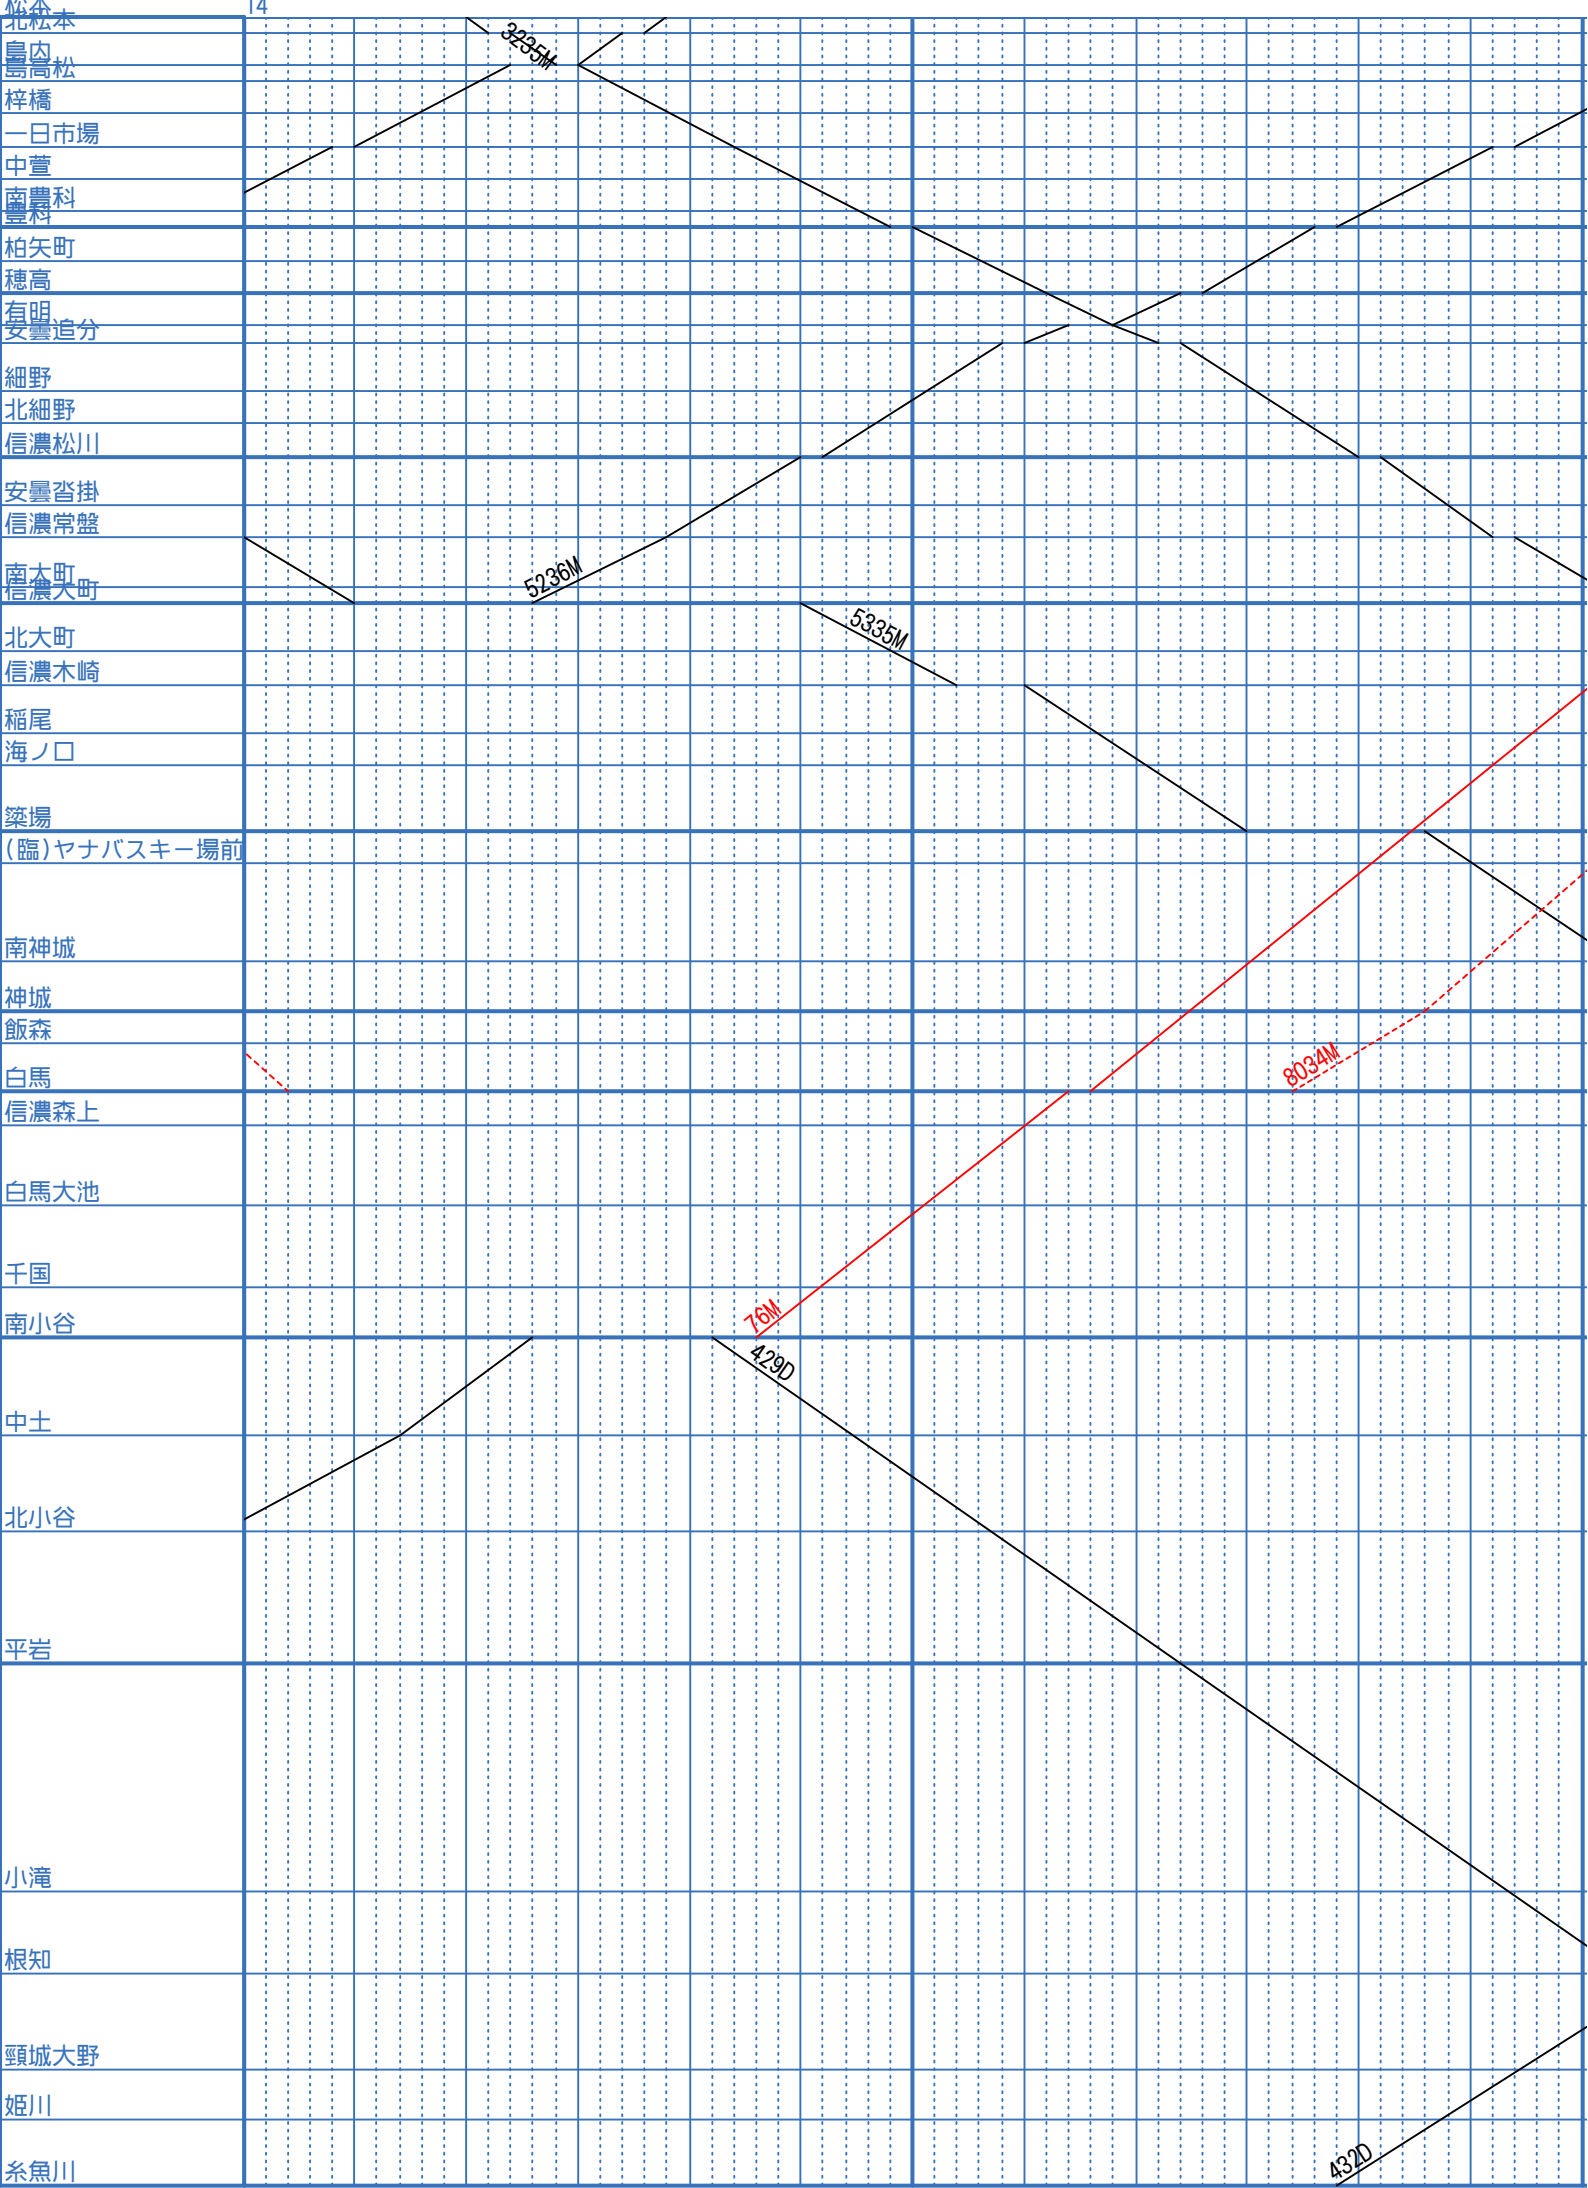 松本
14
北松本
島内
島高松
梓橋
一日市場
中萱
南豊科
豊科
柏矢町
穂高
有明
安曇追分
細野
北細野
信濃松川
安曇沓掛
信濃常盤
南大町
信濃大町
北大町
信濃木崎
稲尾
海ノ口
簗場
(臨)ヤナバスキー場前
南神城
神城
飯森
白馬
信濃森上
白馬大池
千国
南小谷
中土
北小谷
平岩
小滝
根知
頸城大野
姫川
糸魚川
3235M
5236M
5335M
8034M
76M
429D
432D